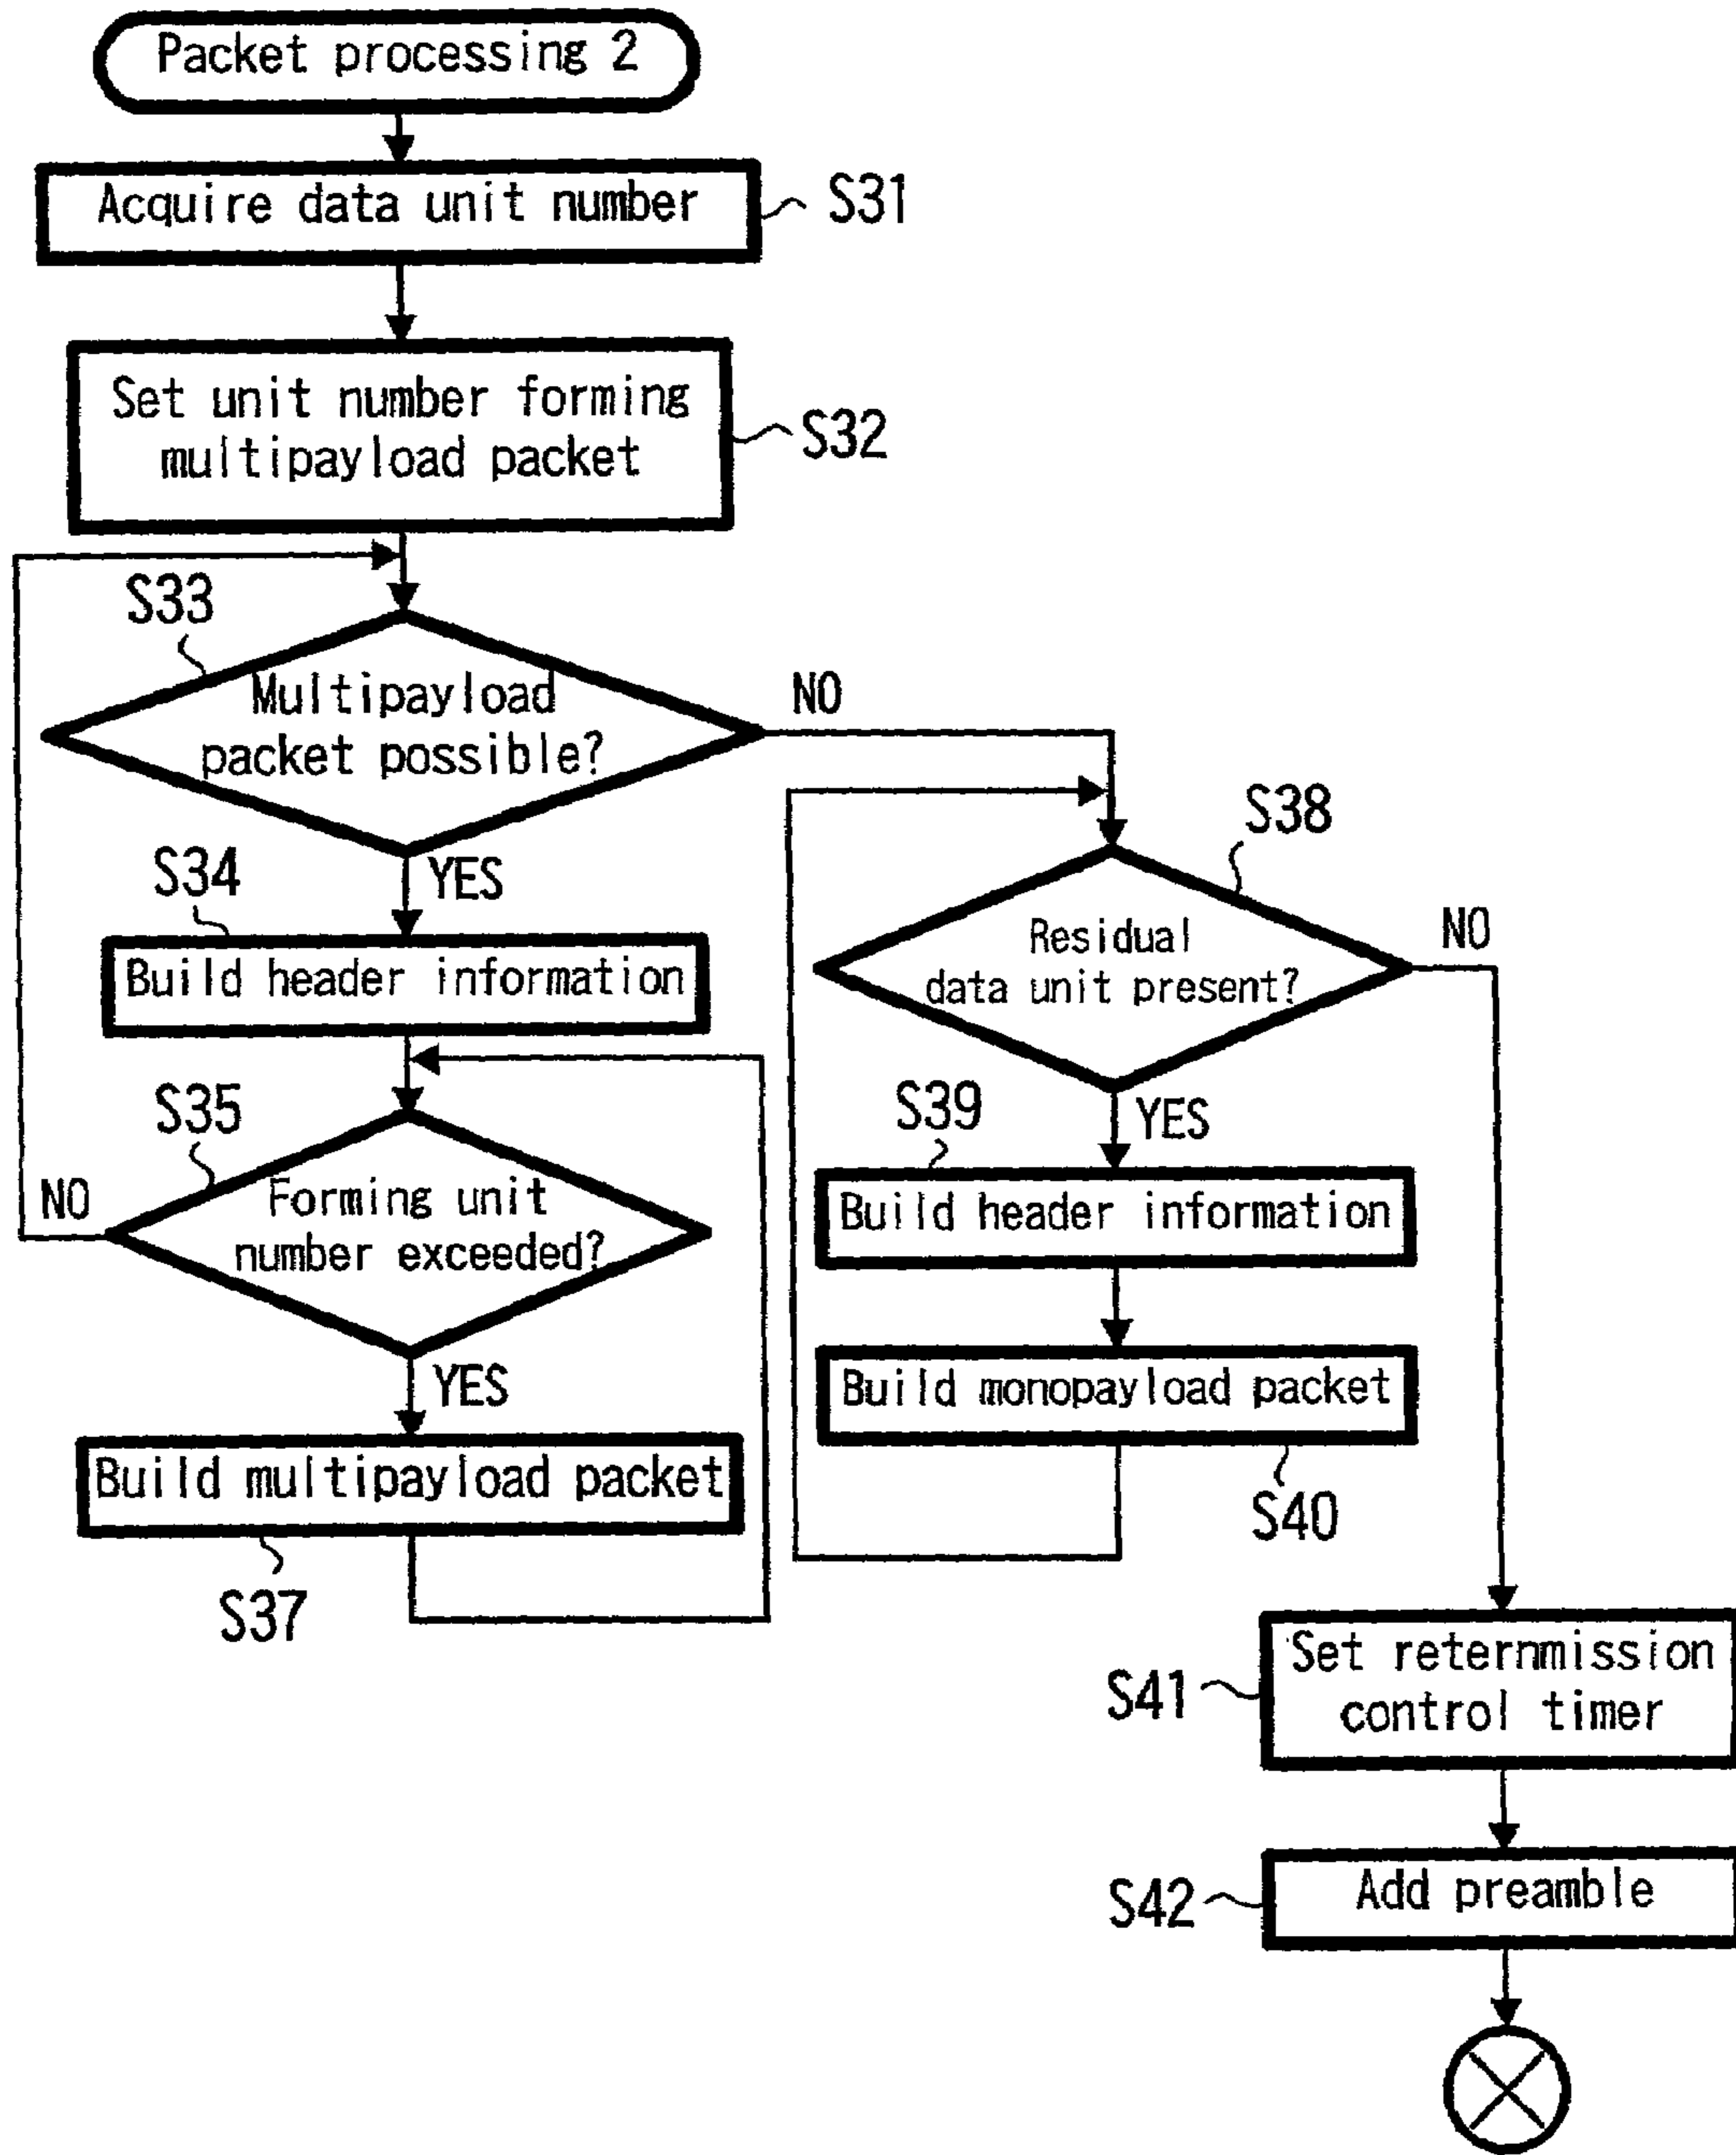 Packet processing 2
Acquire data unit number
S31
Set unit number forming
multipayload packet
S32
S33
Multipayload
packet possible?
NO
YES
S34
Build header information
S35
Forming unit
number exceeded?
NO
YES
Build multipayload packet
S37
S38
Residual
data unit present?
NO
YES
S39
Build header information
Build monopayload packet
S40
Set reternmission
control timer
S41
Add preamble
S42